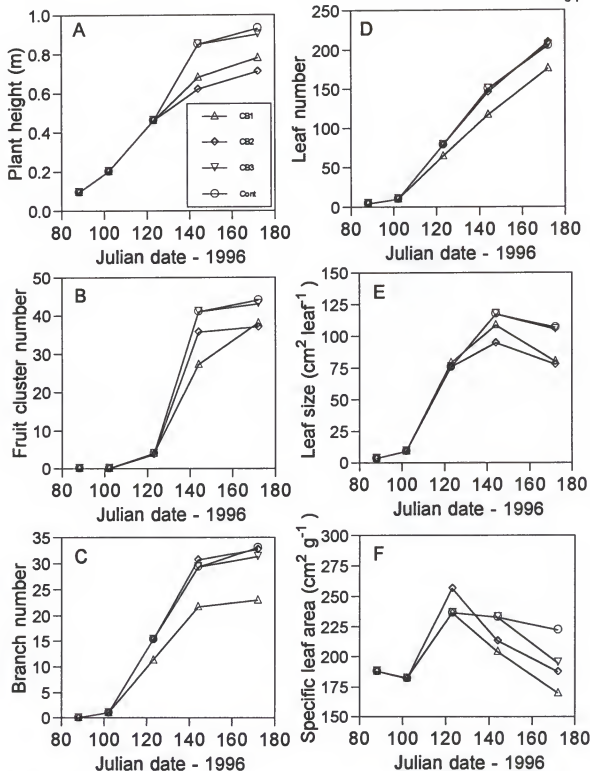 A
Plant height (m)
1.0
0.8
0.6
0.4
0.2
0.0
CB1
CB2
CB3
Cont
80 100 120 140 160 180
Julian date - 1996
B
Fruit cluster number
50
40
30
20
10
0
80 100 120 140 160 180
Julian date - 1996
C
Branch number
35
30
25
20
15
10
5
0
80 100 120 140 160 180
Julian date - 1996
D
Leaf number
250
200
150
100
50
0
80 100 120 140 160 180
Julian date - 1996
E
Leaf size (cm² leaf⁻¹)
150
125
100
75
50
25
0
80 100 120 140 160 180
Julian date - 1996
F
Specific leaf area (cm² g⁻¹)
300
275
250
225
200
175
150
80 100 120 140 160 180
Julian date - 1996